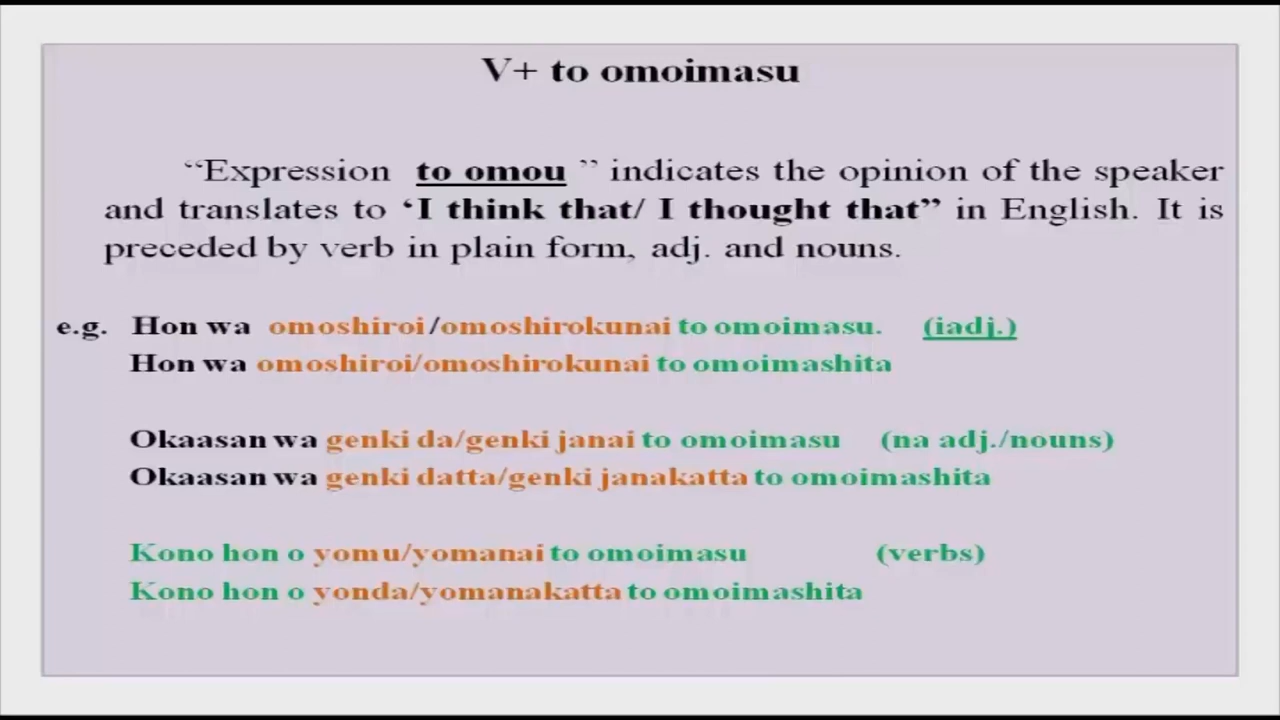 V+ to omoimasu
“Expression to omou ” indicates the opinion of the speaker
and translates to ‘I think that/ I thought that” in English. It is
preceded by verb in plain form, adj. and nouns.
e.g. Hon wa omoshiroi/omoshirokunai to omoimasu. (iadj.)
Hon wa omoshiroi/omoshirokunai to omoimashita
Okaasan wa genki da/genki janai to omoimasu (na adj./nouns)
Okaasan wa genki datta/genki janakatta to omoimashita
Kono hon o yomu/yomanai to omoimasu (verbs)
Kono hon o yonda/yomanakatta to omoimashita